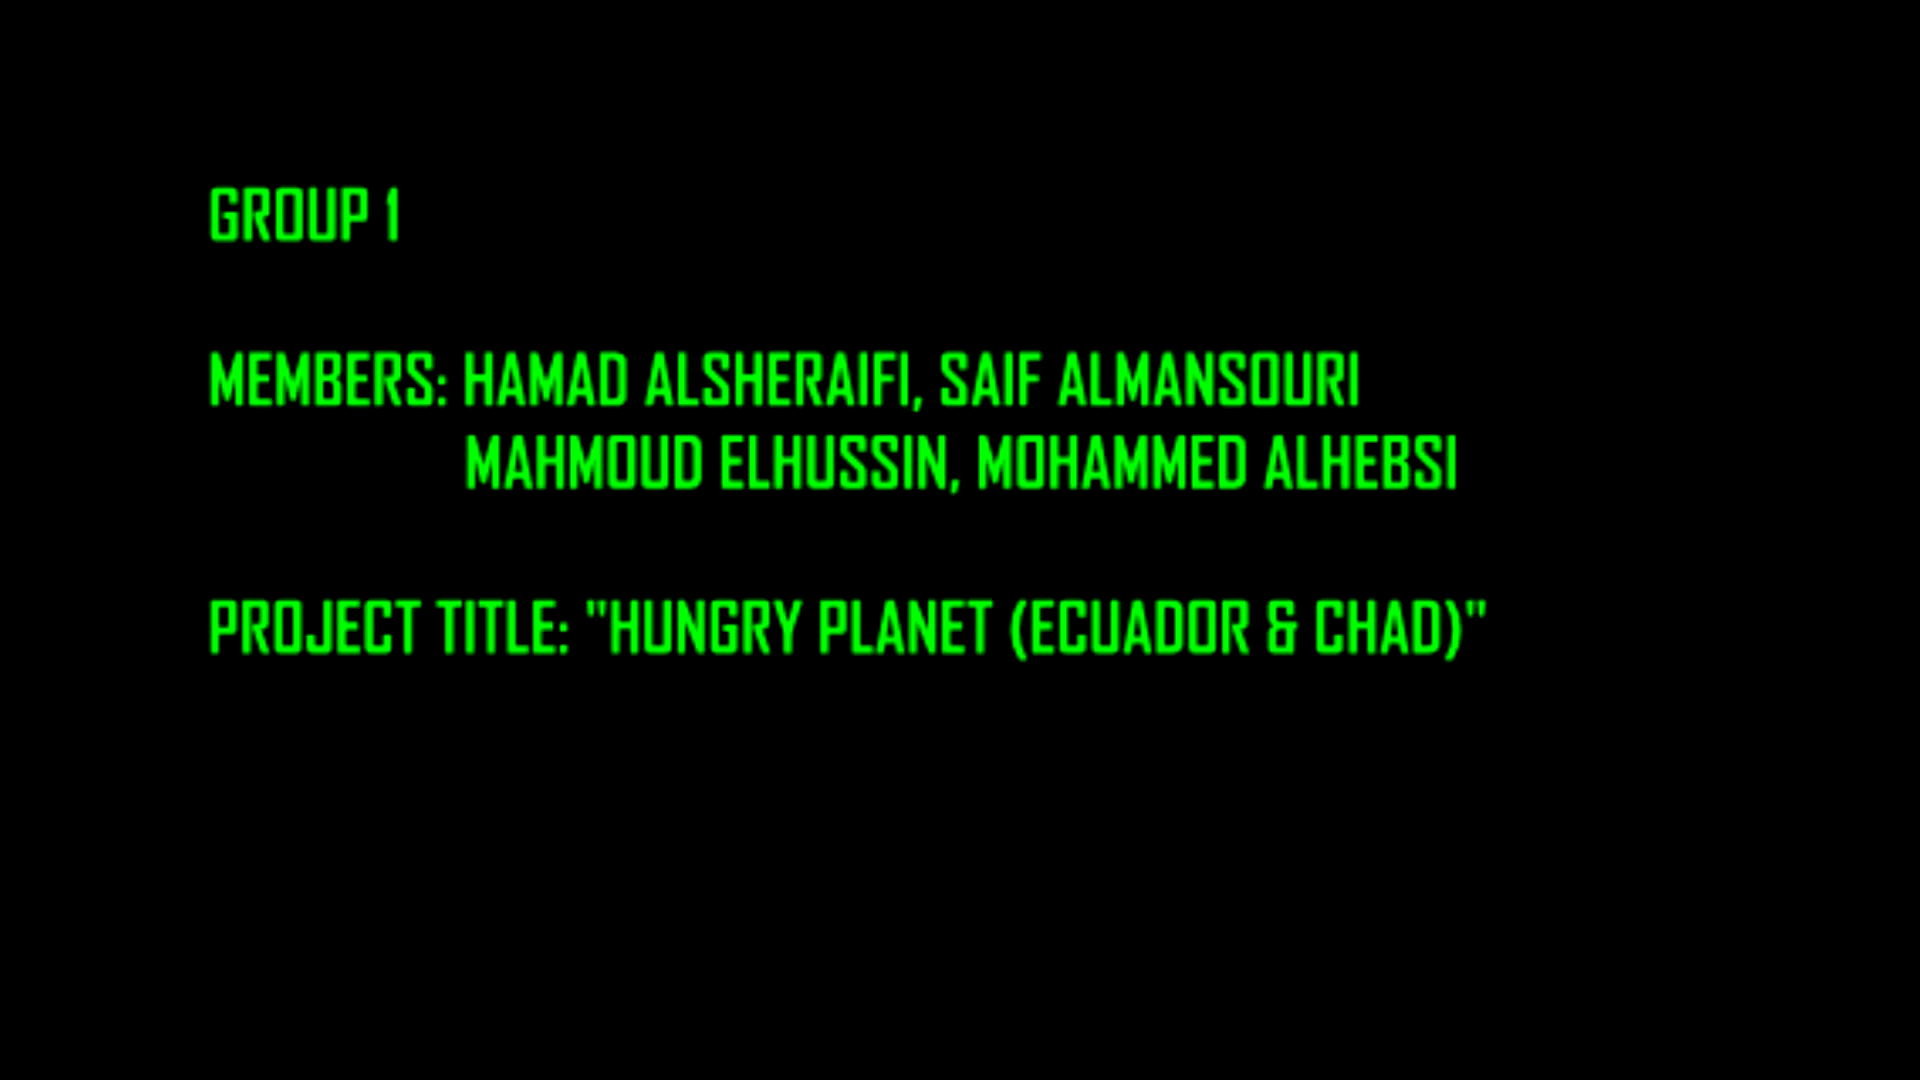 GROUP 1
MEMBERS: HAMAD ALSHERAIFI, SAIF ALMANSOURI
MAHMOUD ELHUSSIN, MOHAMMED ALHEBSI
PROJECT TITLE: "HUNGRY PLANET (ECUADOR & CHAD)"